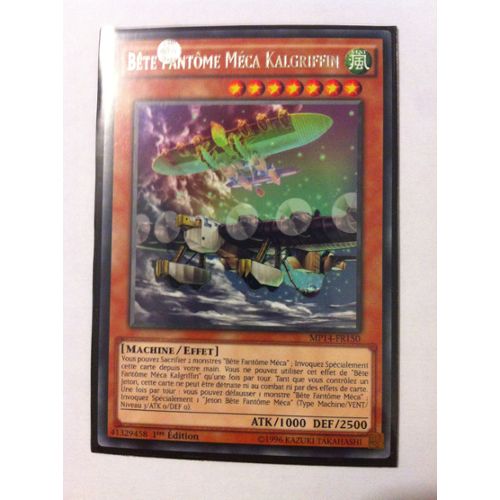 Bête Fantôme Méca Kalgriffin
MP14-FR150
[Machine/Effet]
Vous pouvez Sacrifier 2 monstres "Bête Fantôme Méca" ; Invoquez Spécialement
cette carte depuis votre main. Vous ne pouvez utiliser cet effet de "Bête
Fantôme Méca Kalgriffin" qu'une fois par tour. Tant que vous contrôlez un
Jeton, cette carte ne peut être détruite au combat ni par des effets de carte.
Une fois par tour : vous pouvez défausser 1 monstre "Bête Fantôme Méca" ;
Invoquez Spécialement 1 "Jeton Bête Fantôme Méca" (Type Machine/VENT/
Niveau 3/ATK 0/DEF 0).
ATK/1000 DEF/2500
41329458 1ère Édition ©1996 KAZUKI TAKAHASHI